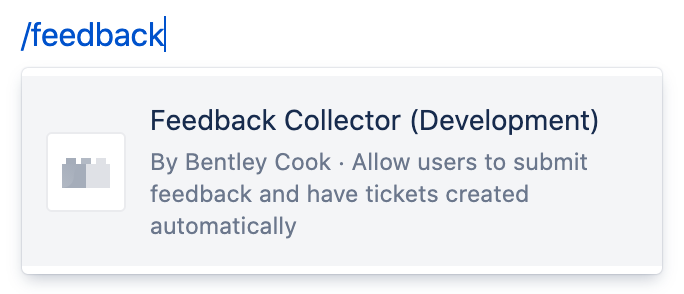 /feedback
Feedback Collector (Development)
By Bentley Cook · Allow users to submit
feedback and have tickets created
automatically